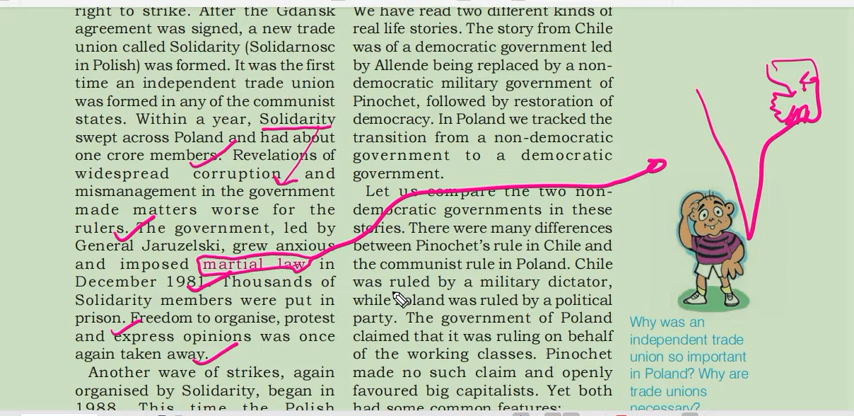 right to strike. After the Gdansk
agreement was signed, a new trade
union called Solidarity (Solidarnosc
in Polish) was formed. It was the first
time an independent trade union
was formed in any of the communist
states. Within a year, Solidarity
swept across Poland and had about
one crore members. Revelations of
widespread corruption and
mismanagement in the government
made matters worse for the
rulers. The government, led by
General Jaruzelski, grew anxious
and imposed martial law in
December 1981. Thousands of
Solidarity members were put in
prison. Freedom to organise, protest
and express opinions was once
again taken away.
Another wave of strikes, again
organised by Solidarity, began in
1988. This time the Polish
We have read two different kinds of
real life stories. The story from Chile
was of a democratic government led
by Allende being replaced by a non-
democratic military government of
Pinochet, followed by restoration of
democracy. In Poland we tracked the
transition from a non-democratic
government to a democratic
government.
Let us compare the two non-
democratic governments in these
stories. There were many differences
between Pinochet's rule in Chile and
the communist rule in Poland. Chile
was ruled by a military dictator,
while Poland was ruled by a political
party. The government of Poland
claimed that it was ruling on behalf
of the working classes. Pinochet
made no such claim and openly
favoured big capitalists. Yet both
had some common features:
Why was an
independent trade
union so important
in Poland? Why are
trade unions
necessary?